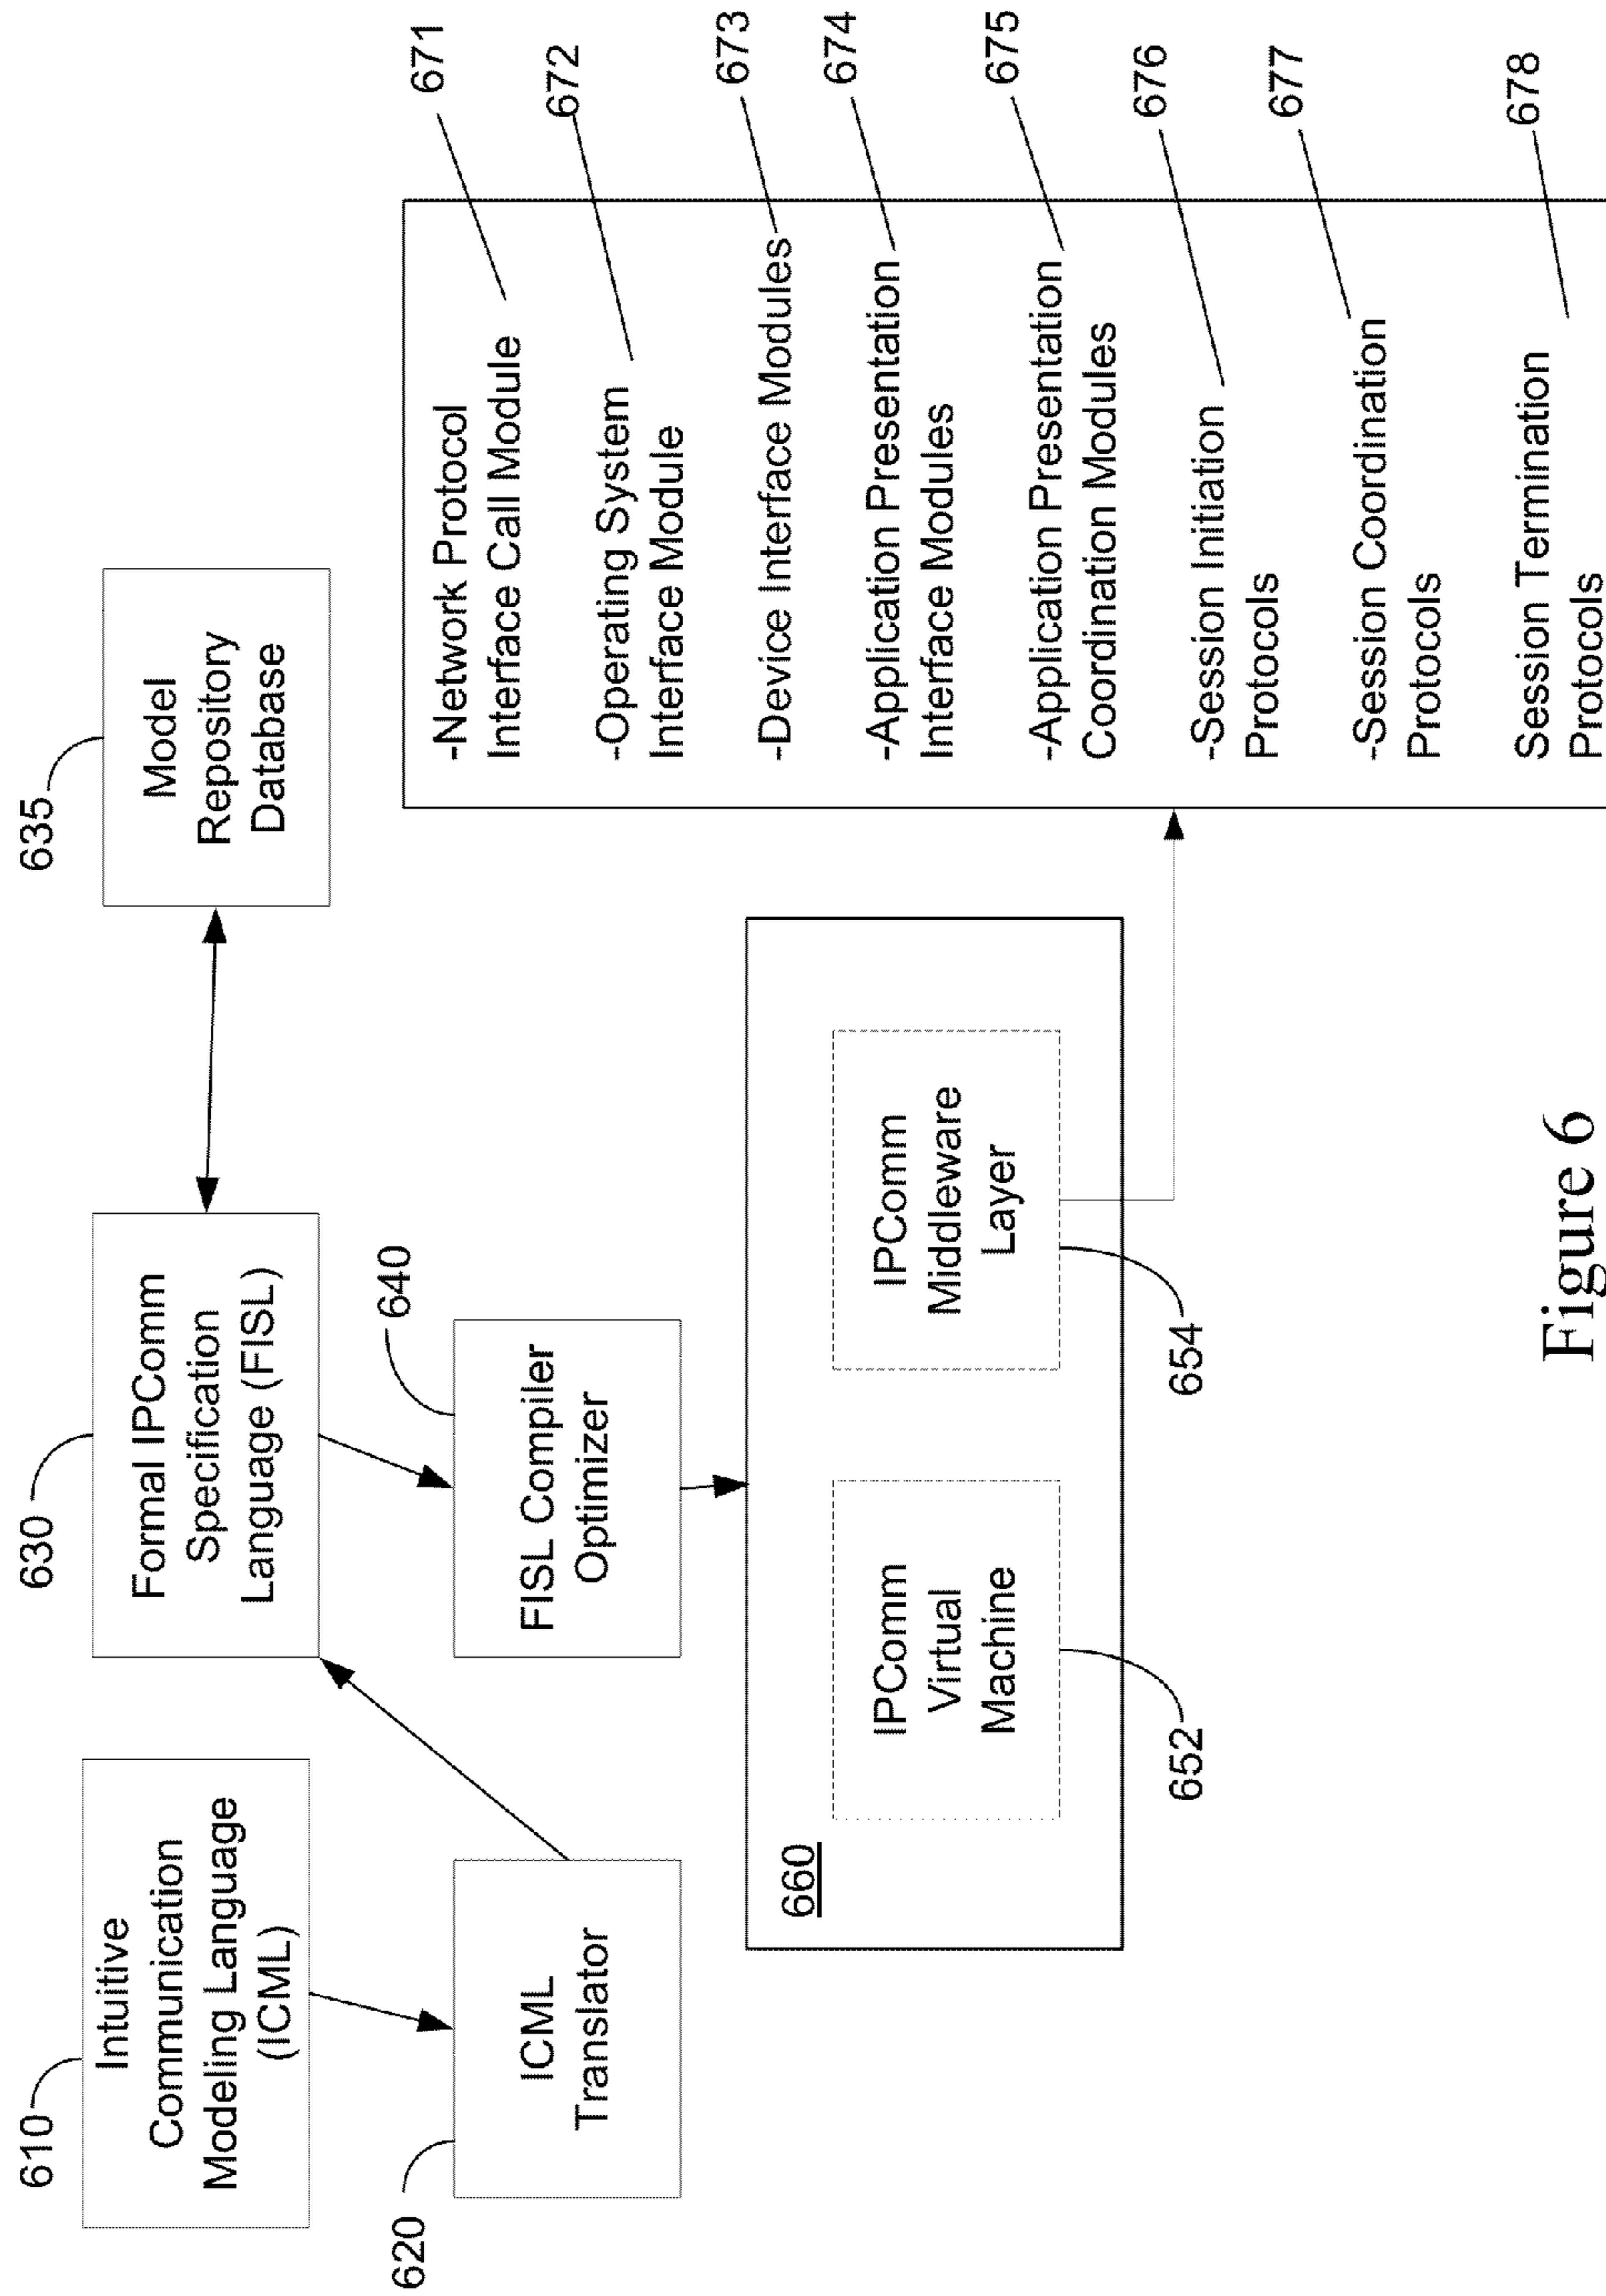 610
Intuitive
Communication
Modeling Language
(ICML)
620
ICML
Translator
630
Formal IPComm
Specification
Language (FISL)
635
Model
Repository
Database
640
FISL Compiler
Optimizer
660
IPComm
Virtual
Machine
652
IPComm
Middleware
Layer
654
-Network Protocol
Interface Call Module
671
-Operating System
Interface Module
672
-Device Interface Modules
673
-Application Presentation
Interface Modules
674
-Application Presentation
Coordination Modules
675
-Session Initiation
Protocols
676
-Session Coordination
Protocols
677
Session Termination
Protocols
678
Figure 6